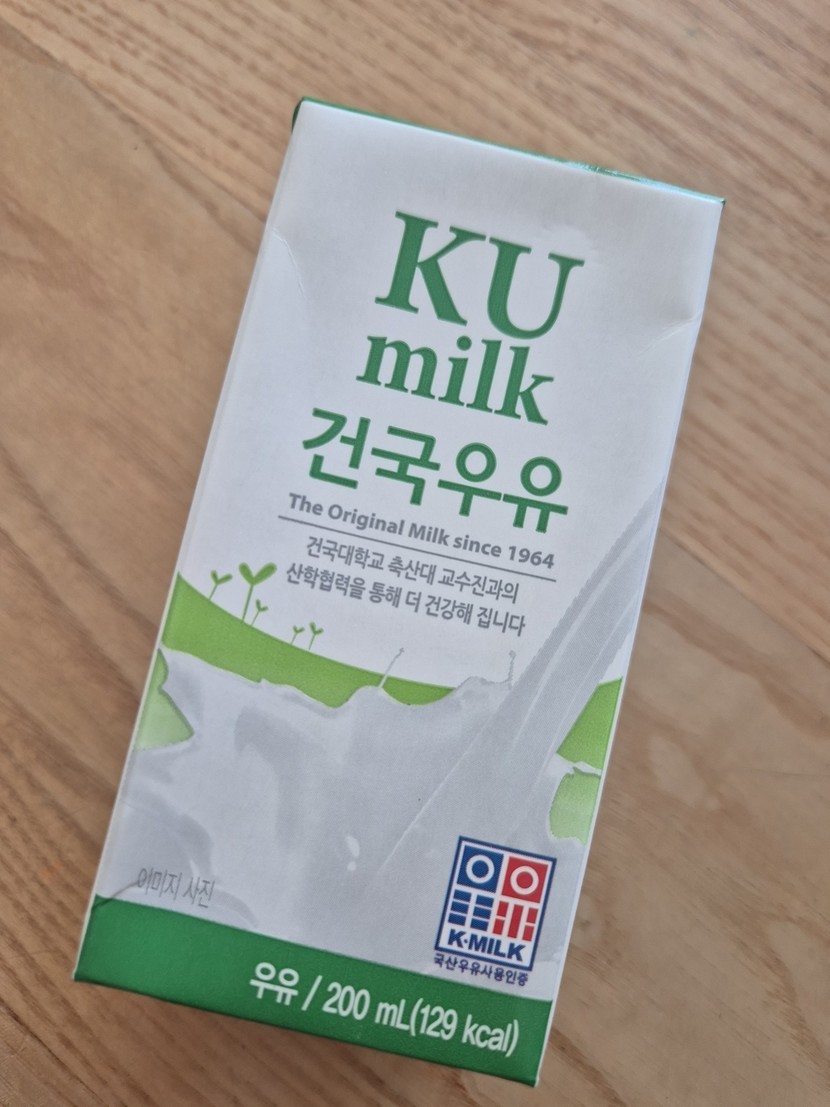 KU
milk
건국우유
The Original Milk since 1964
건국대학교 축산대 교수진과의
산학협력을 통해 더 건강해 집니다
이미지 사진
우유
K·MILK
국산우유사용인증
우유 / 200 mL(129 kcal)